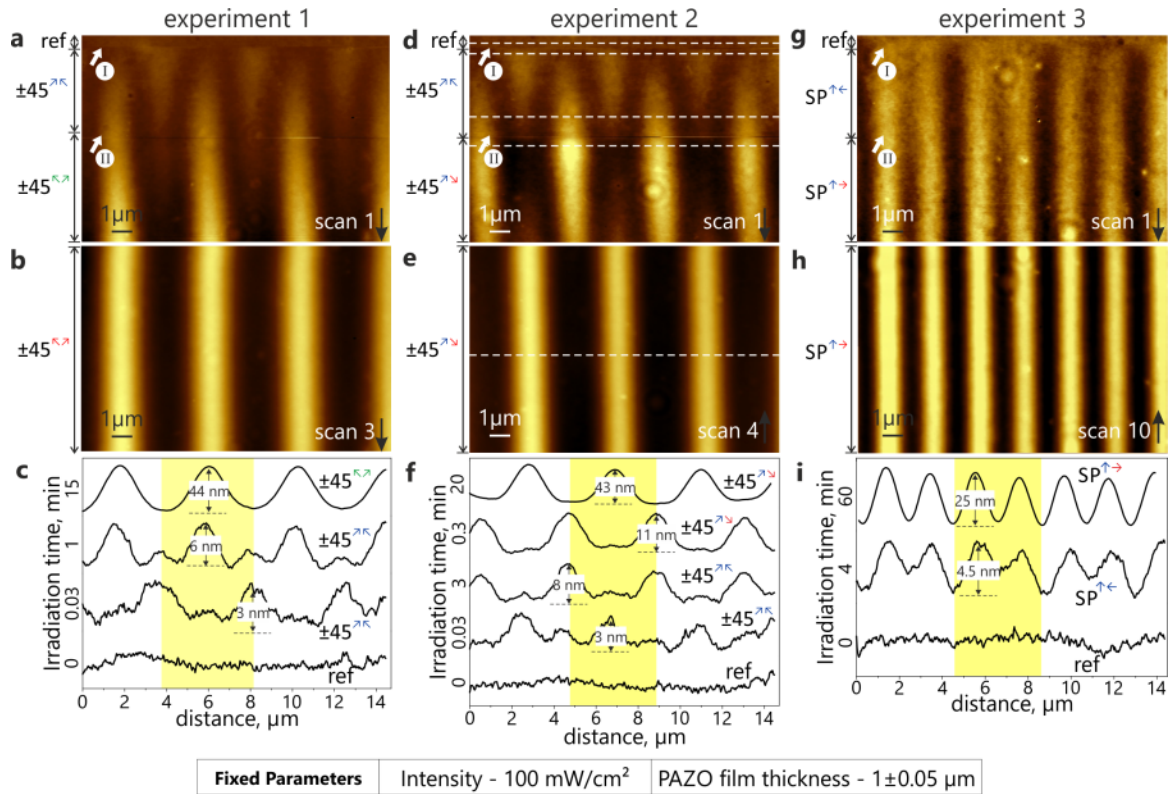 experiment 1
experiment 2
experiment 3
a
ref
I
±45↗↖
II
±45↖↗
1µm
scan 1
d
ref
I
±45↗↖
II
±45↗↘
1µm
scan 1
g
ref
I
SP↑←
II
SP↑→
1µm
scan 1
b
±45↖↗
1µm
scan 3
e
±45↗↘
1µm
scan 4
h
SP↑→
1µm
scan 10
c
Irradiation time, min
15
1
0.03
0
±45↖↗
44 nm
±45↗↖
6 nm
±45↗↖
3 nm
ref
0 2 4 6 8 10 12 14
distance, µm
f
Irradiation time, min
20
0.3
3
0.03
0
±45↗↘
43 nm
±45↗↘
11 nm
±45↗↖
8 nm
±45↗↖
3 nm
ref
0 2 4 6 8 10 12 14
distance, µm
i
Irradiation time, min
60
4
0
SP↑→
25 nm
SP↑←
4.5 nm
ref
0 2 4 6 8 10 12 14
distance, µm
Fixed Parameters Intensity - 100 mW/cm² PAZO film thickness - 1±0.05 µm